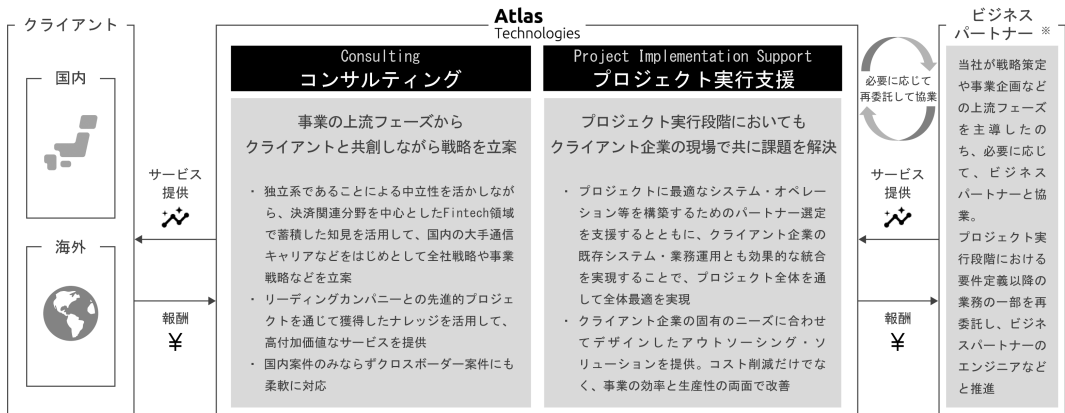 クライアント
国内
海外
サービス
提供
報酬
¥
Atlas
Technologies
Consulting
コンサルティング
事業の上流フェーズから
クライアントと共創しながら戦略を立案
・ 独立系であることによる中立性を活かしなが
ら、決済関連分野を中心としたFintech領域
で蓄積した知見を活用して、国内の大手通信
キャリアなどをはじめとして全社戦略や事業
戦略などを立案
・ リーディングカンパニーとの先進的プロジェ
クトを通じて獲得したナレッジを活用して、
高付加価値なサービスを提供
・ 国内案件のみならずクロスボーダー案件にも
柔軟に対応
Project Implementation Support
プロジェクト実行支援
プロジェクト実行段階においても
クライアント企業の現場で共に課題を解決
・ プロジェクトに最適なシステム・オペレー
ション等を構築するためのパートナー選定
を支援するとともに、クライアント企業の
既存システム・業務運用とも効果的な統合
を実現することで、プロジェクト全体を通
して全体最適を実現
・ クライアント企業の固有のニーズに合わせ
てデザインしたアウトソーシング・ソ
リューションを提供。コスト削減だけでな
く、事業の効率と生産性の両面で改善
必要に応じて
再委託して協業
サービス
提供
報酬
¥
ビジネス
パートナー ※
当社が戦略策定
や事業企画など
の上流フェーズ
を主導したの
ち、必要に応じ
て、ビジネス
パートナーと協
業。
プロジェクト実
行段階における
要件定義以降の
業務の一部を再
委託し、ビジネ
スパートナーの
エンジニアなど
と推進